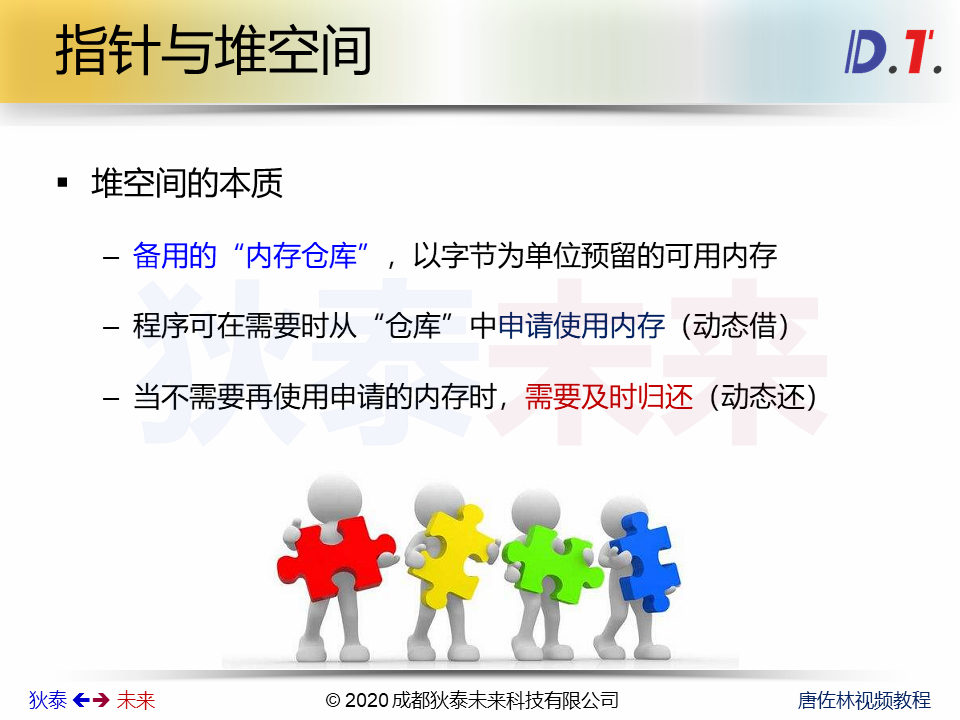 指针与堆空间
D.T.
堆空间的本质
– 备用的“内存仓库”，以字节为单位预留的可用内存
– 程序可在需要时从“仓库”中申请使用内存（动态借）
– 当不需要再使用申请的内存时，需要及时归还（动态还）
狄泰未来
狄泰 未来
© 2020 成都狄泰未来科技有限公司
唐佐林视频教程